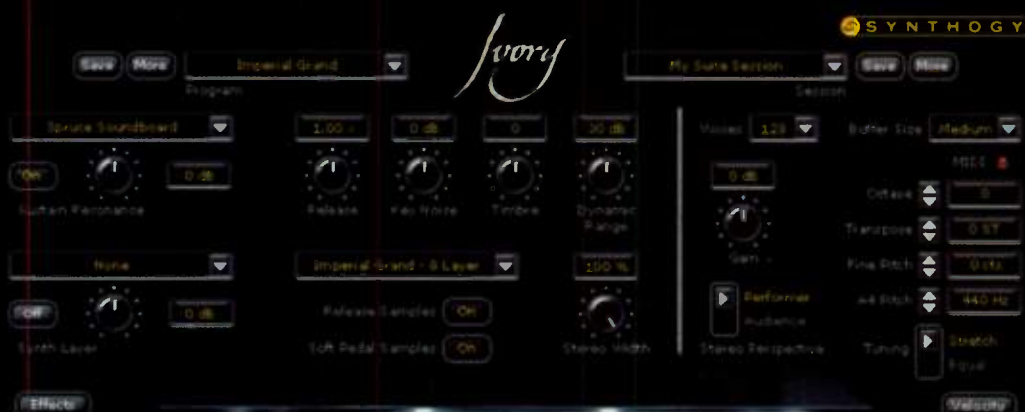 SYNTHOGY
Ivory
Save More Imperial Grand My Suite Session Save More
Program Session
Spruce Soundboard 1.00 0 dB 0 30 dB Voices 128 Buffer Size Medium
MIDI
On 0 dB 0 dB Octave 0
Sustain Resonance Release Key Noise Timbre Dynamic Range
Transpose 0 ST
Gain
None Imperial Grand - 8 Layer 100 % Fine Pitch 0 cts
Off 0 dB Release Samples On Performer A4 Pitch 440 Hz
Audience
Synth Layer Soft Pedal Samples On Stereo Width Stereo Perspective Tuning Stretch
Equal
Effects Velocity